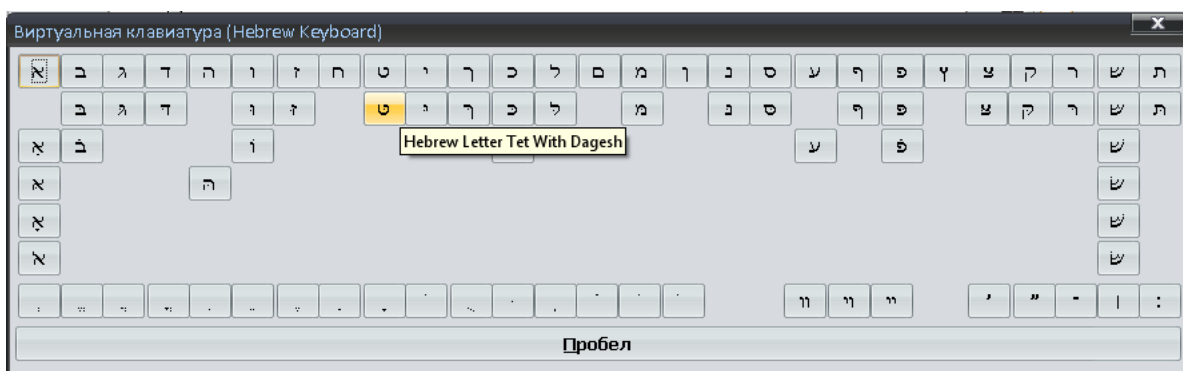 Виртуальная клавиатура (Hebrew Keyboard) x
א ב ג ד ה ו ז ח ט י ך כ ל ם מ ן נ ס ע ף פ ץ צ ק ר ש ת
בּ גּ דּ וּ זּ טּ יּ ךּ כּ לּ מּ נּ סּ ףּ פּ צּ קּ רּ שּ תּ
בֿ וֹ Hebrew Letter Tet With Dagesh ע פֿ
הּ
װ ױ ײ ׳ ״ ־ ׀ ׃
Пробел